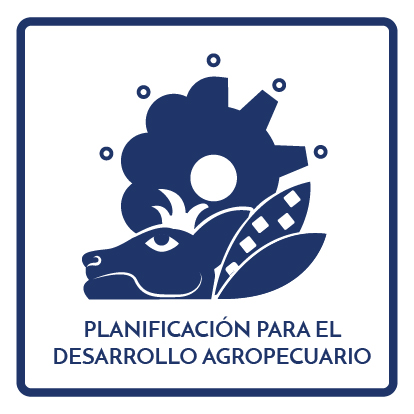 PLANIFICACIÓN PARA EL
DESARROLLO AGROPECUARIO